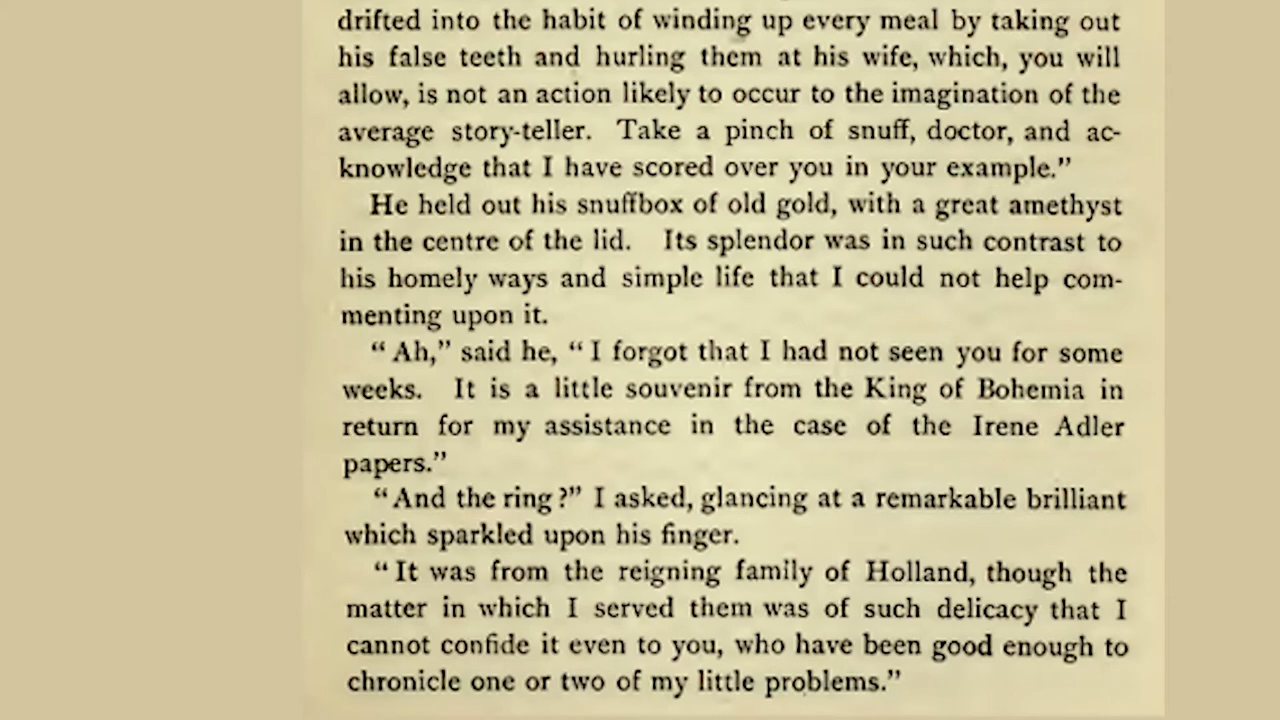 drifted into the habit of winding up every meal by taking out
his false teeth and hurling them at his wife, which, you will
allow, is not an action likely to occur to the imagination of the
average story-teller. Take a pinch of snuff, doctor, and ac-
knowledge that I have scored over you in your example.”
He held out his snuffbox of old gold, with a great amethyst
in the centre of the lid. Its splendor was in such contrast to
his homely ways and simple life that I could not help com-
menting upon it.
“Ah,” said he, “I forgot that I had not seen you for some
weeks. It is a little souvenir from the King of Bohemia in
return for my assistance in the case of the Irene Adler
papers.”
“And the ring?” I asked, glancing at a remarkable brilliant
which sparkled upon his finger.
“It was from the reigning family of Holland, though the
matter in which I served them was of such delicacy that I
cannot confide it even to you, who have been good enough to
chronicle one or two of my little problems.”